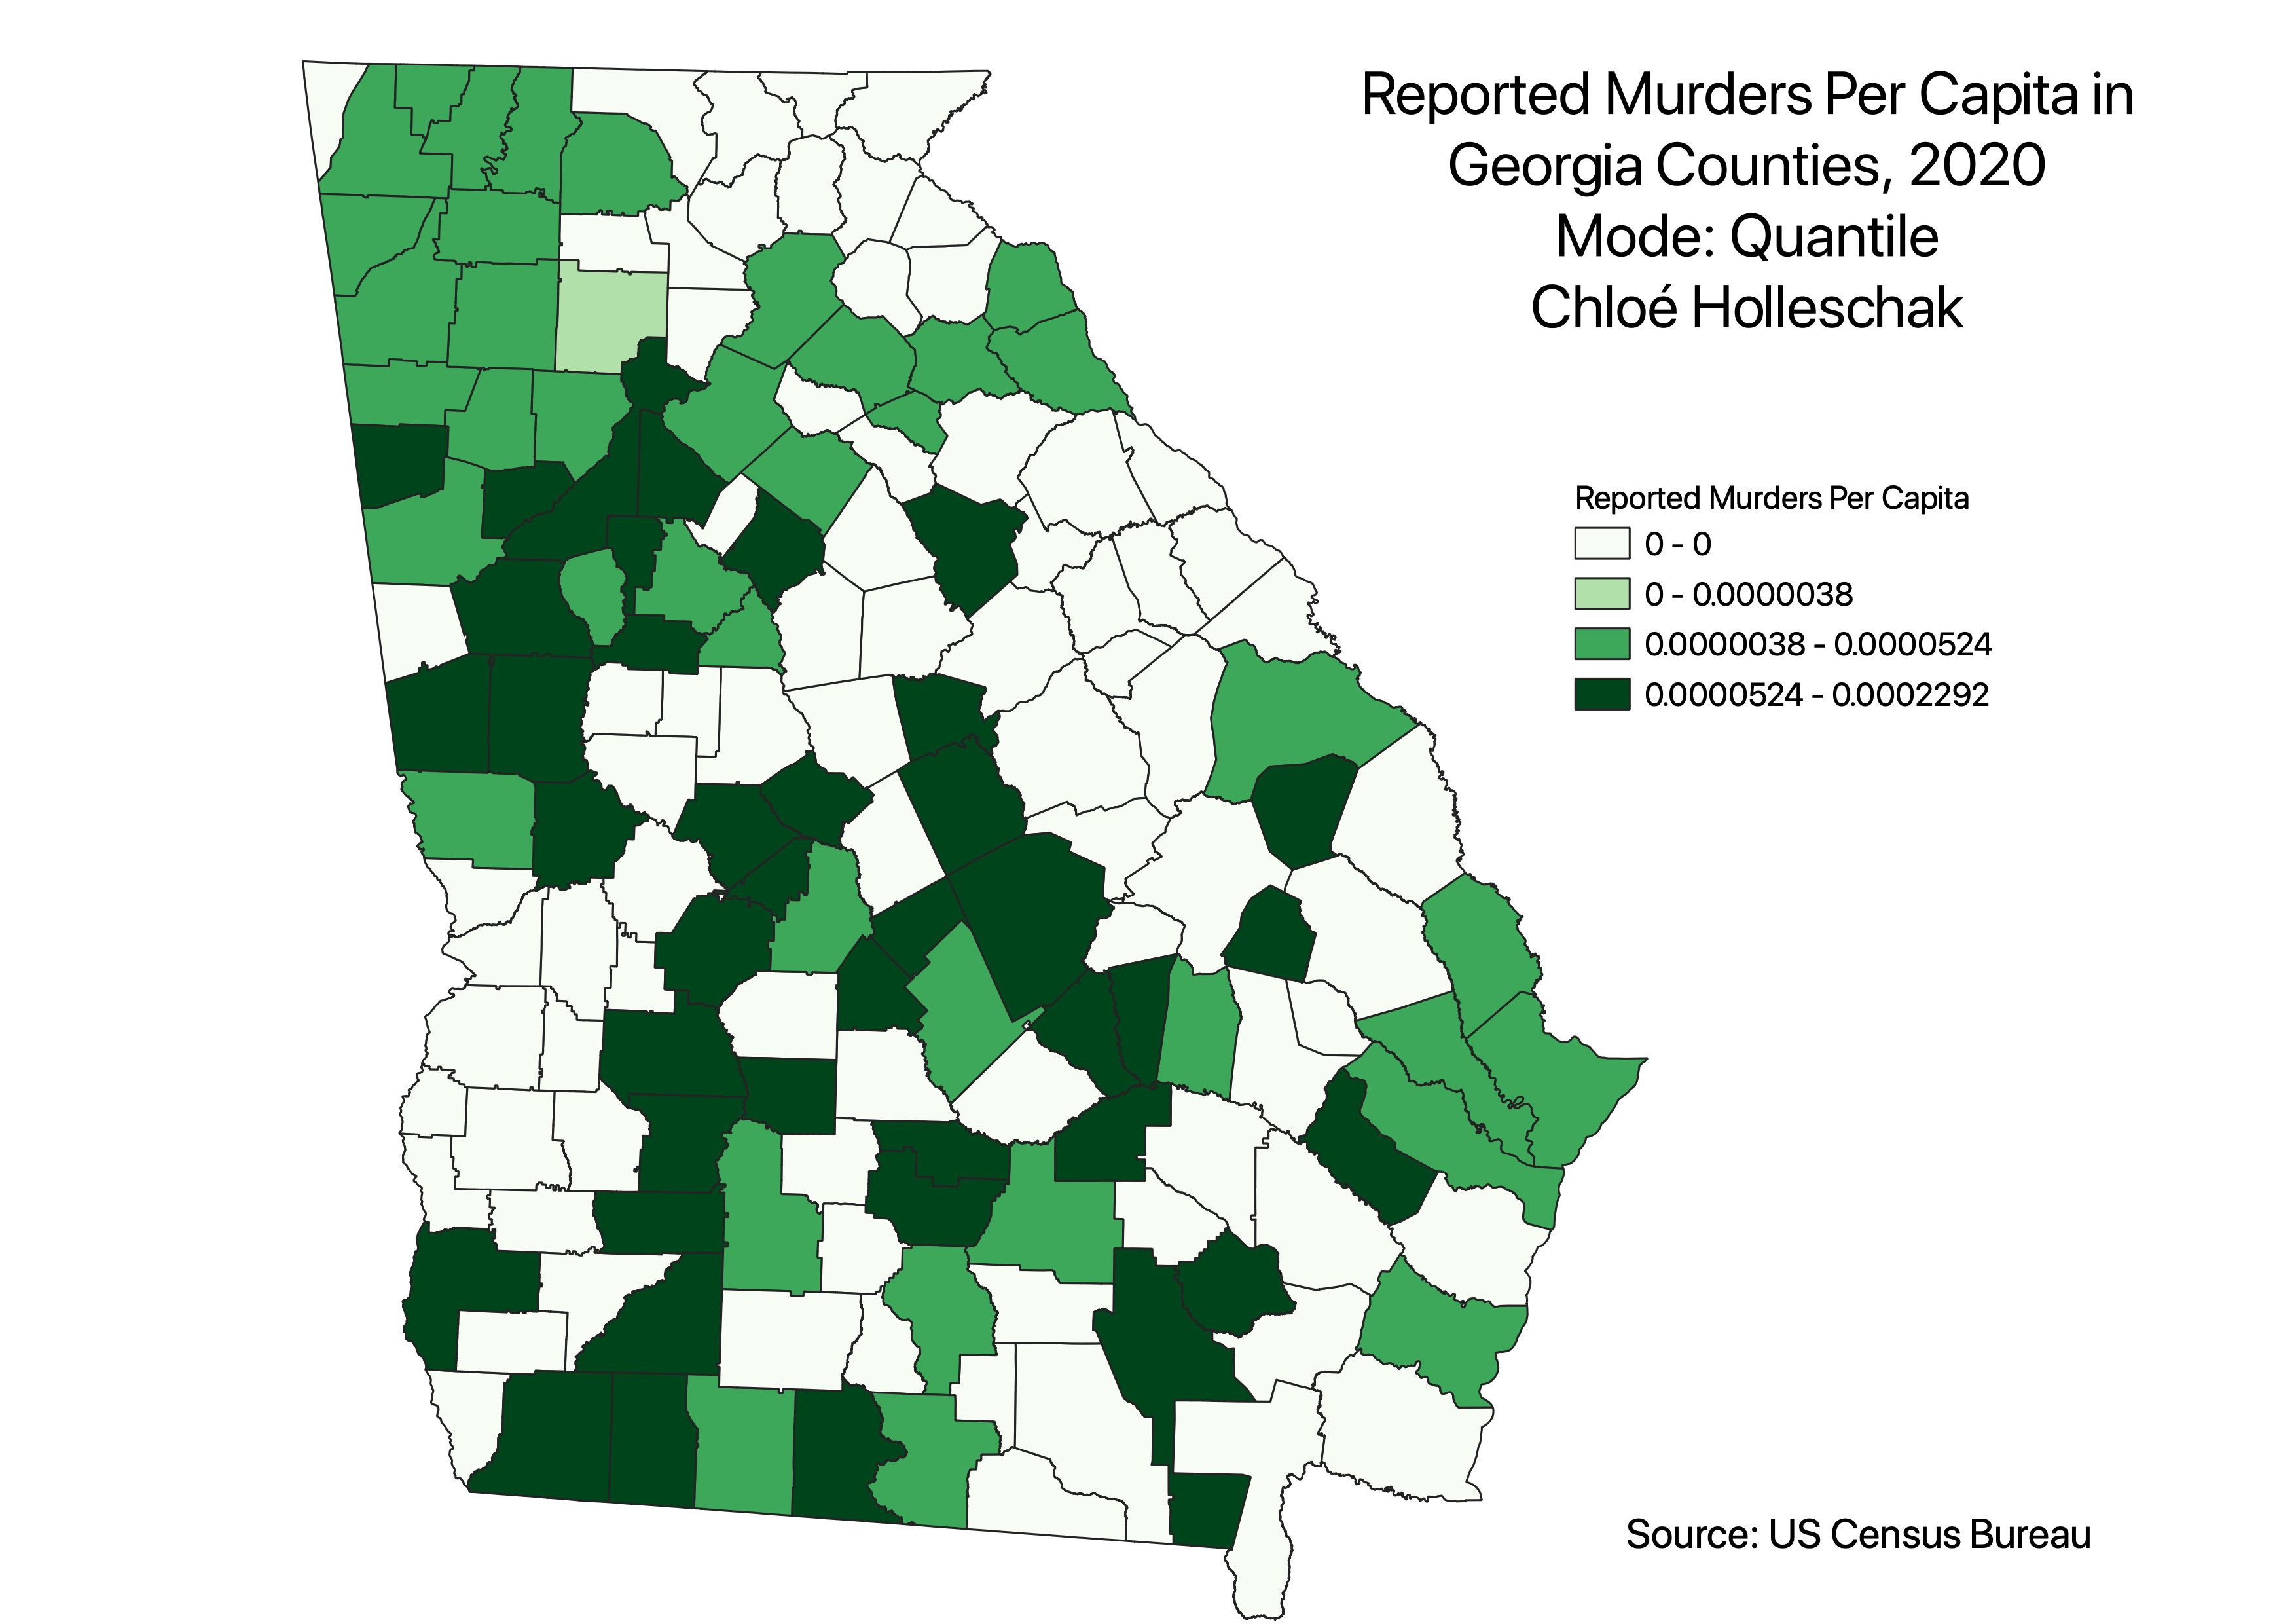 Reported Murders Per Capita in
Georgia Counties, 2020
Mode: Quantile
Chloé Holleschak
Reported Murders Per Capita
0 - 0
0 - 0.0000038
0.0000038 - 0.0000524
0.0000524 - 0.0002292
Source: US Census Bureau